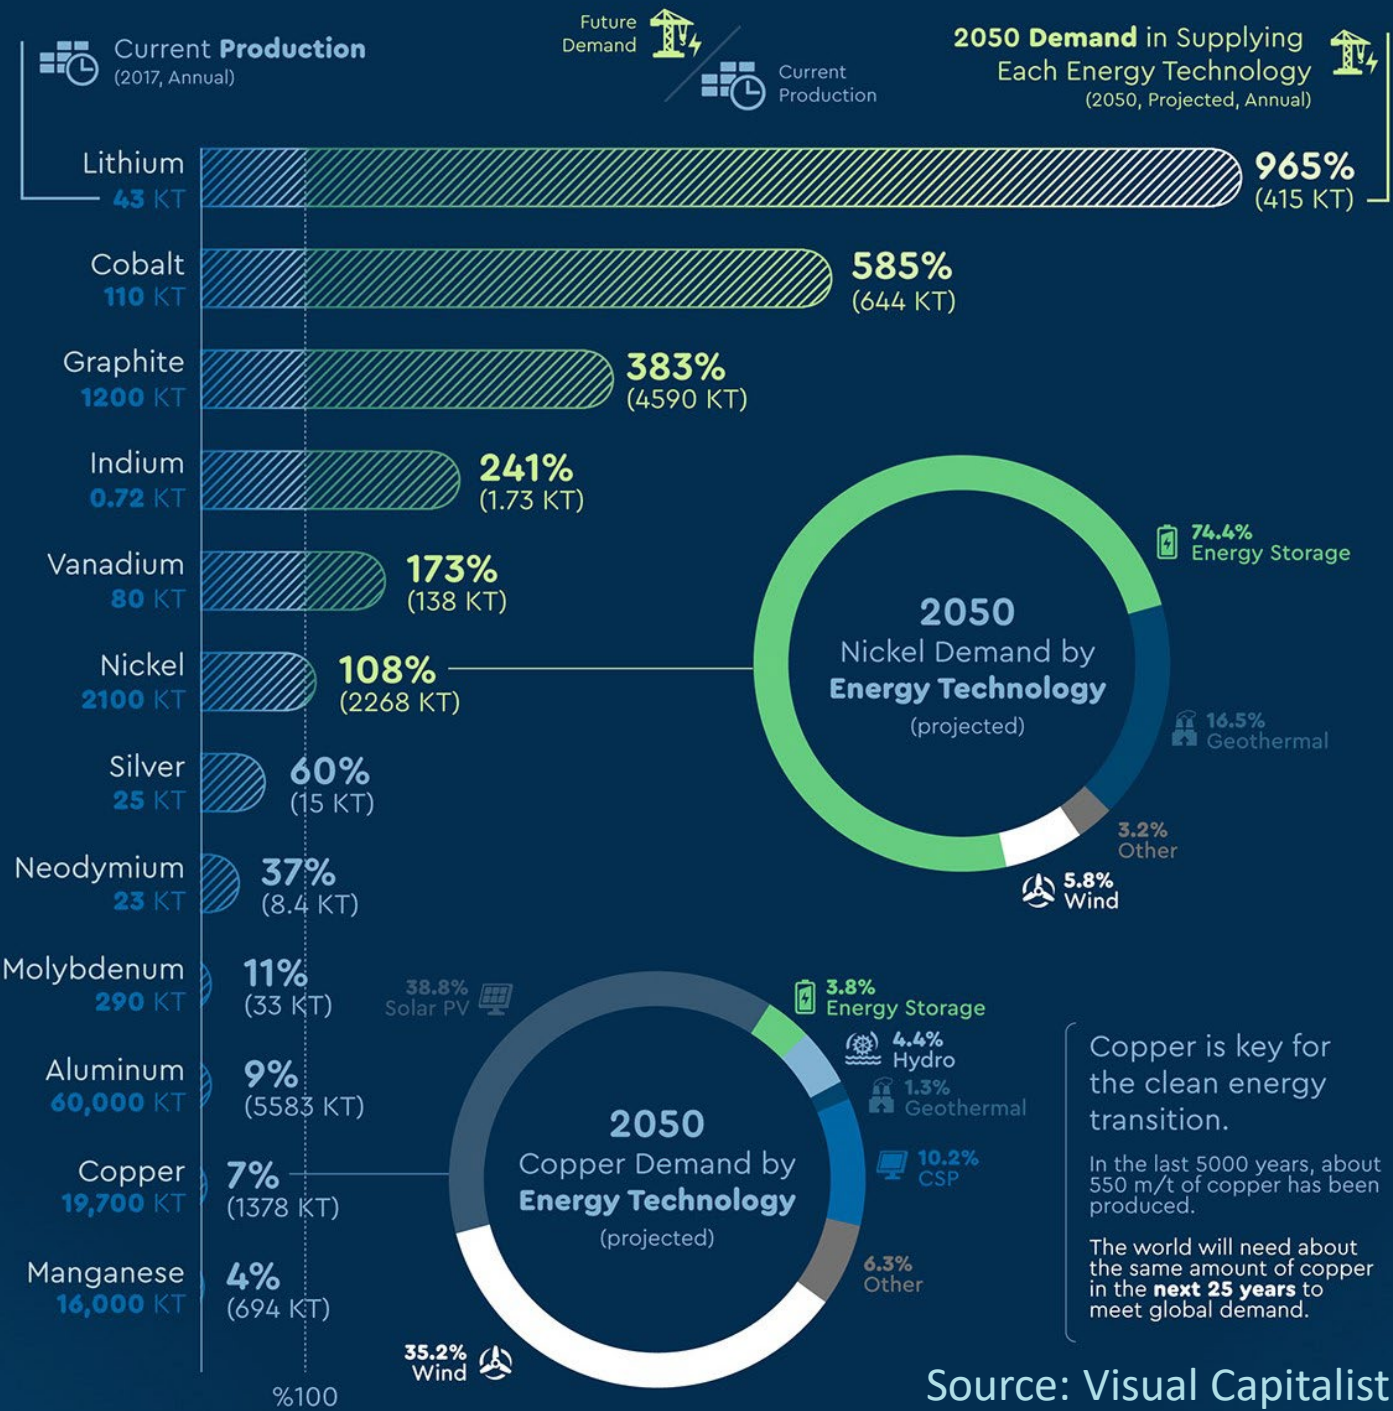 Current Production
(2017, Annual)
Future
Demand
Current
Production
2050 Demand in Supplying
Each Energy Technology
(2050, Projected, Annual)
Lithium
43 KT
965%
(415 KT)
Cobalt
110 KT
585%
(644 KT)
Graphite
1200 KT
383%
(4590 KT)
Indium
0.72 KT
241%
(1.73 KT)
Vanadium
80 KT
173%
(138 KT)
Nickel
2100 KT
108%
(2268 KT)
2050
Nickel Demand by
Energy Technology
(projected)
74.4%
Energy Storage
16.5%
Geothermal
3.2%
Other
5.8%
Wind
Silver
25 KT
60%
(15 KT)
Neodymium
23 KT
37%
(8.4 KT)
Molybdenum
290 KT
11%
(33 KT)
Aluminum
60,000 KT
9%
(5583 KT)
Copper
19,700 KT
7%
(1378 KT)
Manganese
16,000 KT
4%
(694 KT)
%100
2050
Copper Demand by
Energy Technology
(projected)
38.8%
Solar PV
3.8%
Energy Storage
4.4%
Hydro
1.3%
Geothermal
10.2%
CSP
6.3%
Other
35.2%
Wind
Copper is key for
the clean energy
transition.
In the last 5000 years, about
550 m/t of copper has been
produced.
The world will need about
the same amount of copper
in the next 25 years to
meet global demand.
Source: Visual Capitalist